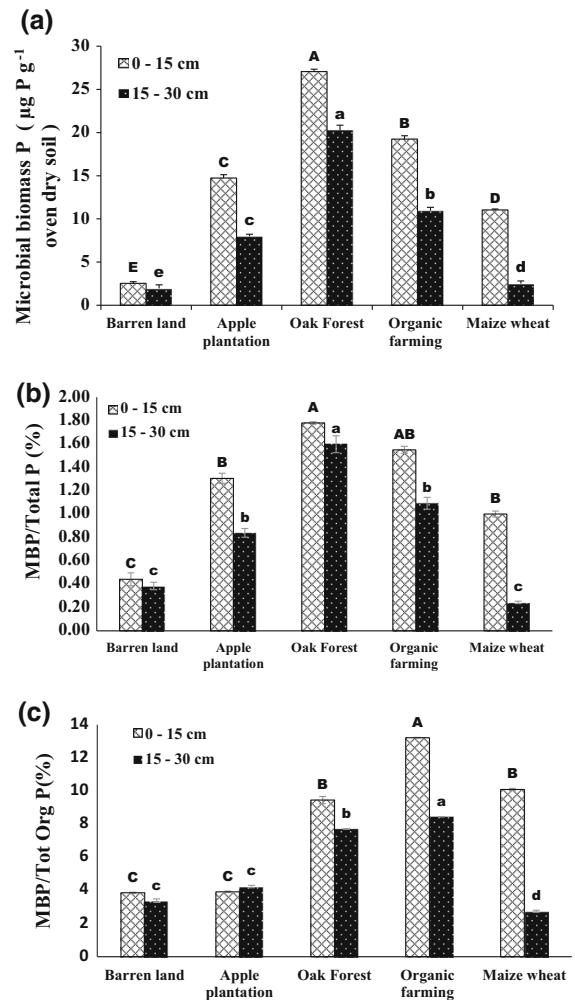 (a)
Microbial biomass P ( µg P g-1
oven dry soil )
30
25
20
15
10
5
0
0 - 15 cm
15 - 30 cm
E e C c A a B b D d
Barren land Apple plantation Oak Forest Organic farming Maize wheat
(b)
MBP/Total P (%)
2.00
1.80
1.60
1.40
1.20
1.00
0.80
0.60
0.40
0.20
0.00
0 - 15 cm
15 - 30 cm
C c B b A a AB b B c
Barren land Apple plantation Oak Forest Organic farming Maize wheat
(c)
MBP/Tot Org P(%)
14
12
10
8
6
4
2
0
0 - 15 cm
15 - 30 cm
C c C c B b A a B d
Barren land Apple plantation Oak Forest Organic farming Maize wheat